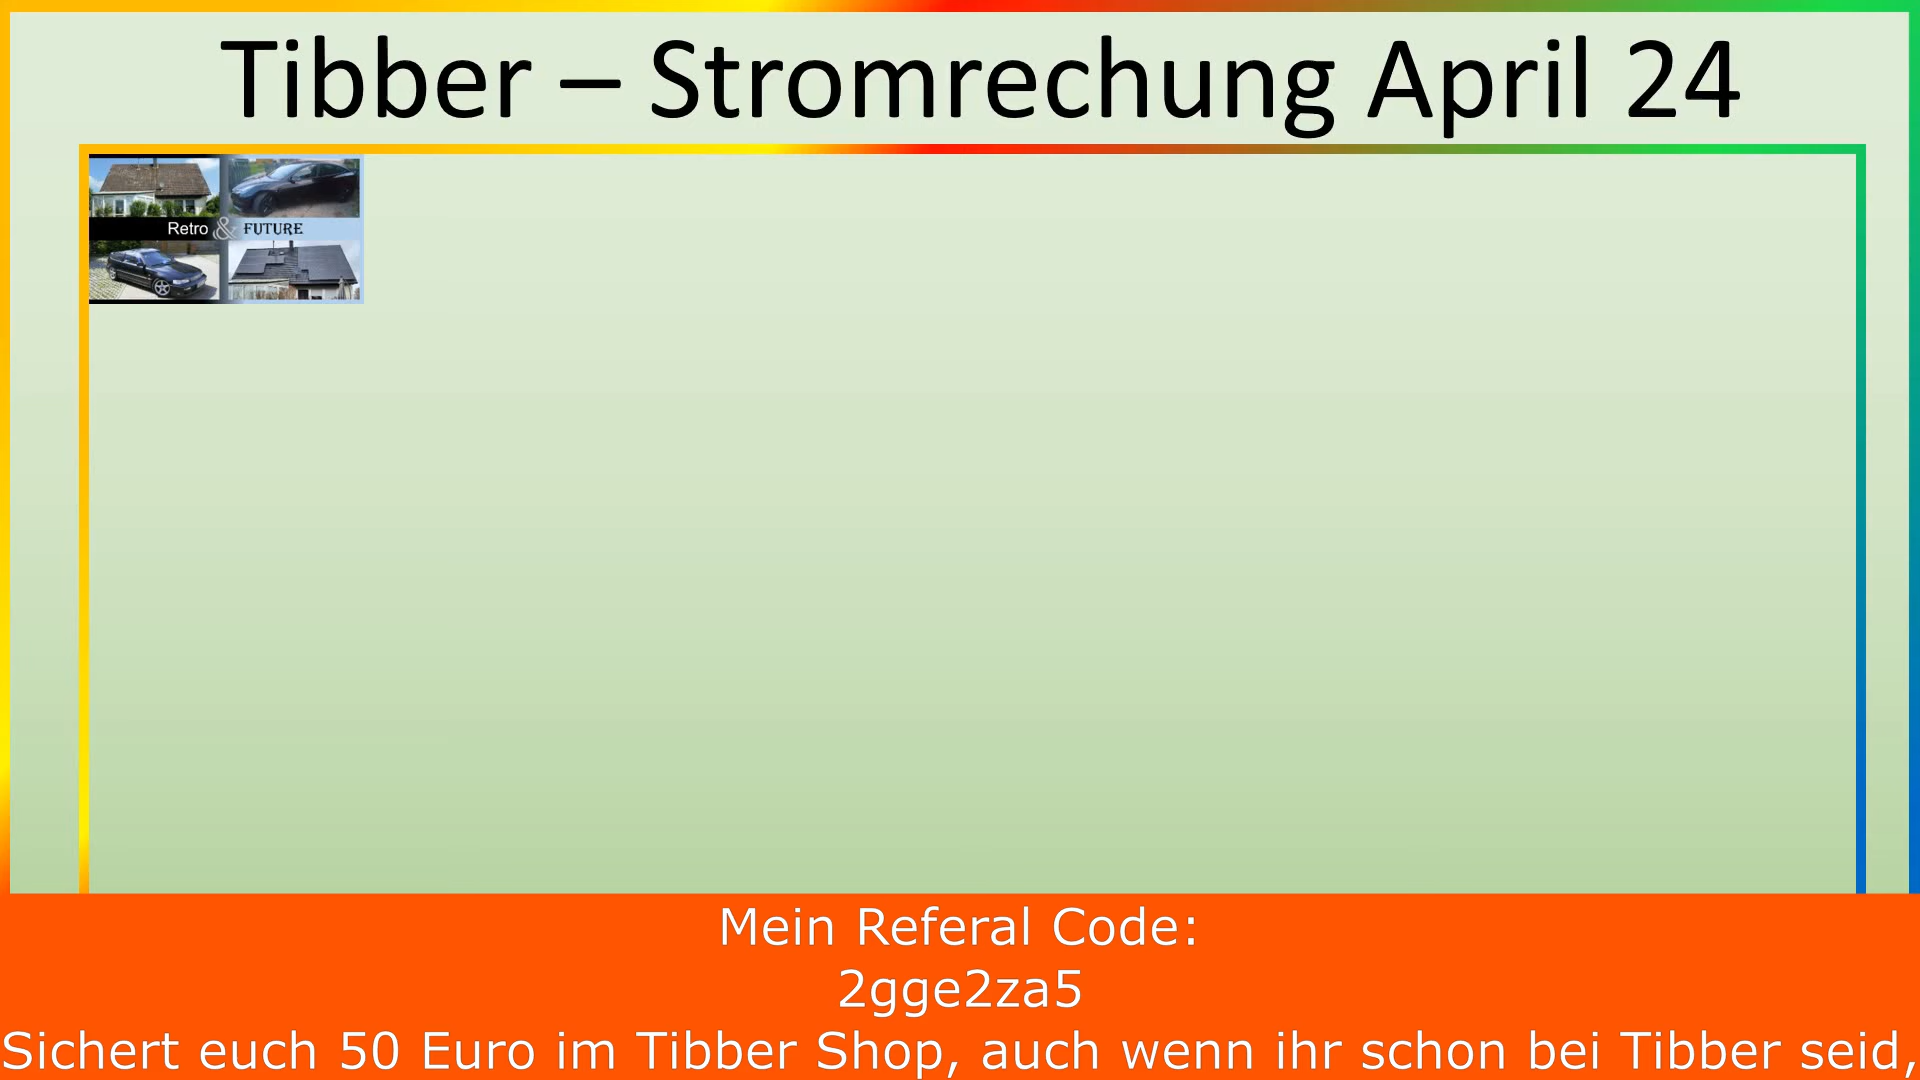 Tibber – Stromrechung April 24
Retro & FUTURE
Mein Referal Code:
2gge2za5
Sichert euch 50 Euro im Tibber Shop, auch wenn ihr schon bei Tibber seid,